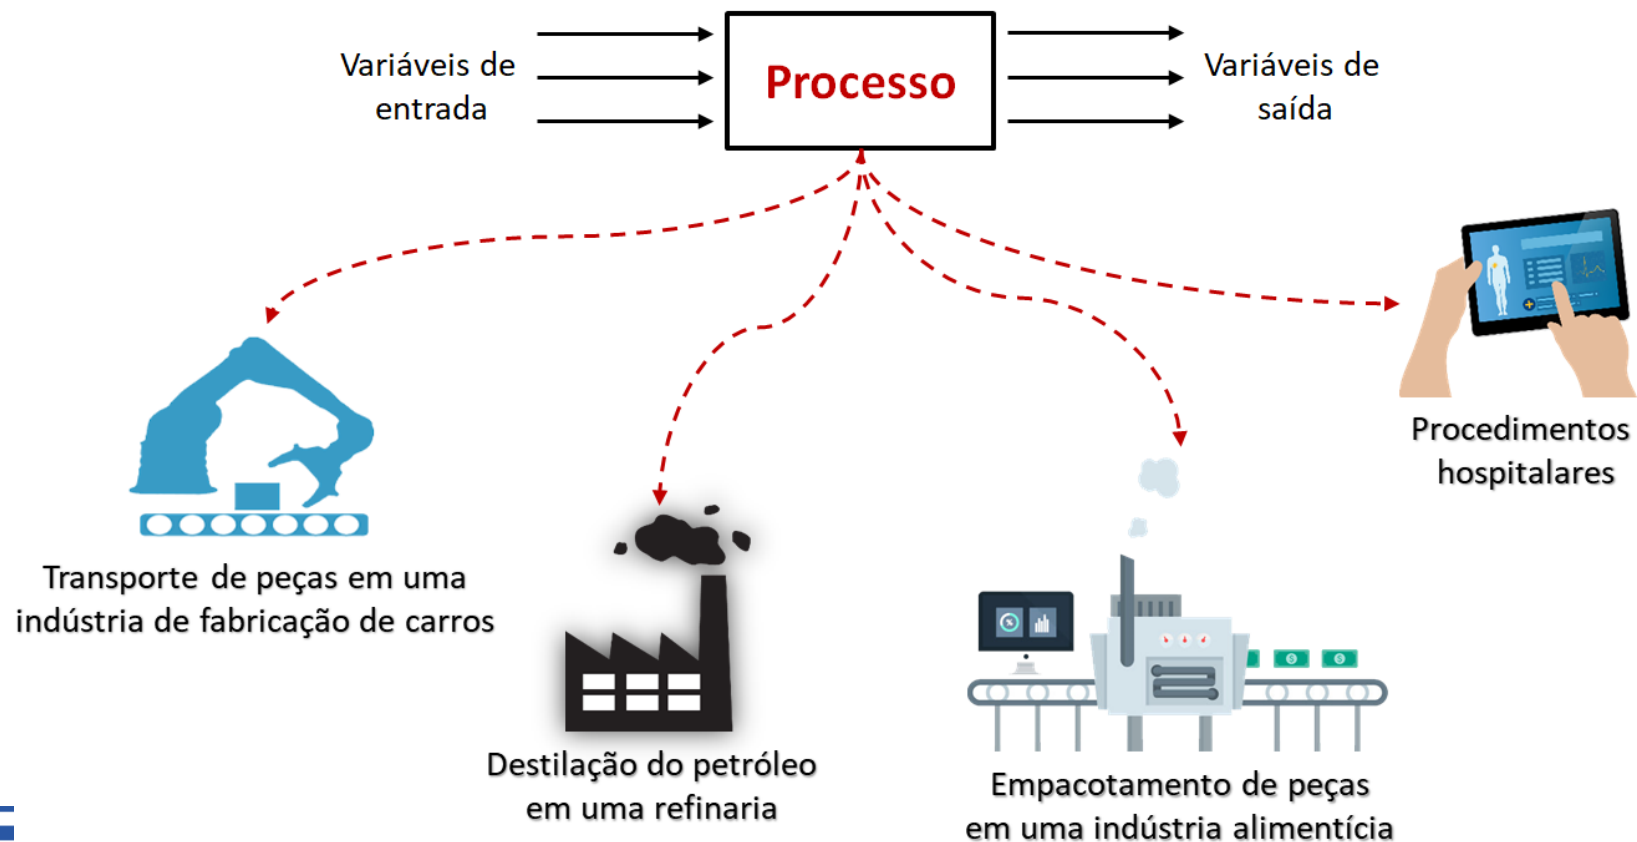 Variáveis de
entrada
Processo
Variáveis de
saída
Procedimentos
hospitalares
Transporte de peças em uma
indústria de fabricação de carros
Destilação do petróleo
em uma refinaria
Empacotamento de peças
em uma indústria alimentícia